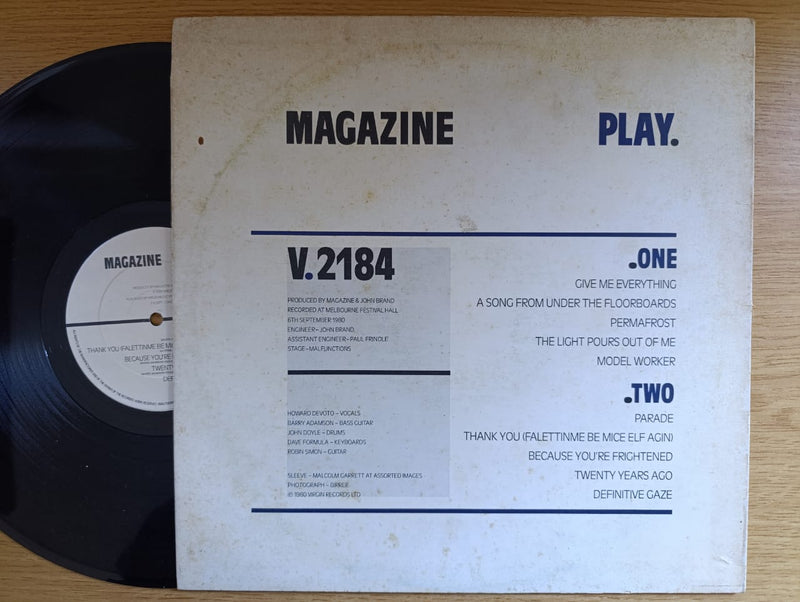 MAGAZINE PLAY.
V.2184
PRODUCED BY MAGAZINE & JOHN BRAND
RECORDED AT MELBOURNE FESTIVAL HALL
6TH SEPTEMBER 1980
ENGINEER – JOHN BRAND,
ASSISTANT ENGINEER – PAUL FRINDLE
STAGE – MALFUNCTIONS
HOWARD DEVOTO – VOCALS
BARRY ADAMSON – BASS GUITAR
JOHN DOYLE – DRUMS
DAVE FORMULA – KEYBOARDS
ROBIN SIMON – GUITAR
SLEEVE – MALCOLM GARRETT AT ASSORTED IMAGES
PHOTOGRAPH –
℗ 1980 VIRGIN RECORDS LTD
.ONE
GIVE ME EVERYTHING
A SONG FROM UNDER THE FLOORBOARDS
PERMAFROST
THE LIGHT POURS OUT OF ME
MODEL WORKER
.TWO
PARADE
THANK YOU (FALETTINME BE MICE ELF AGIN)
BECAUSE YOU'RE FRIGHTENED
TWENTY YEARS AGO
DEFINITIVE GAZE
MAGAZINE
THANK YOU (FALETTINME BE MICE
BECAUSE YOU'RE
TWENTY
DEF